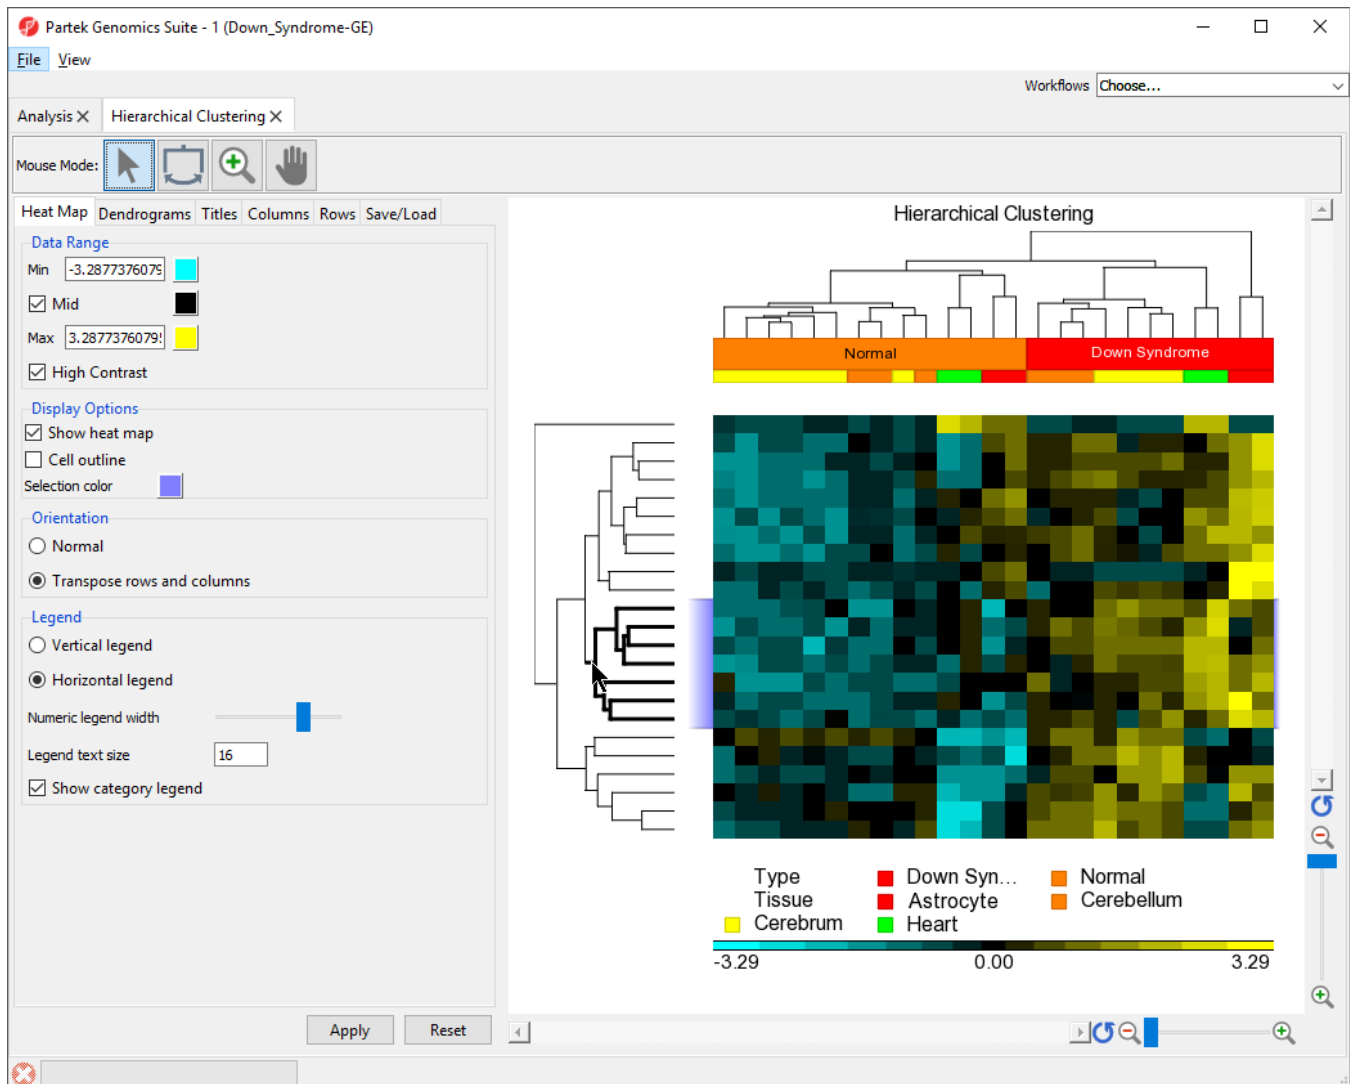 Partek Genomics Suite - 1 (Down_Syndrome-GE)
File View
Workflows Choose...
Analysis Hierarchical Clustering
Mouse Mode:
Heat Map Dendrograms Titles Columns Rows Save/Load
Data Range
Min -3.2877376079
Mid
Max 3.2877376079
High Contrast
Display Options
Show heat map
Cell outline
Selection color
Orientation
Normal
Transpose rows and columns
Legend
Vertical legend
Horizontal legend
Numeric legend width
Legend text size 16
Show category legend
Apply Reset
Hierarchical Clustering
Normal Down Syndrome
Type Down Syn... Normal
Tissue Astrocyte Cerebellum
Cerebrum Heart
-3.29 0.00 3.29